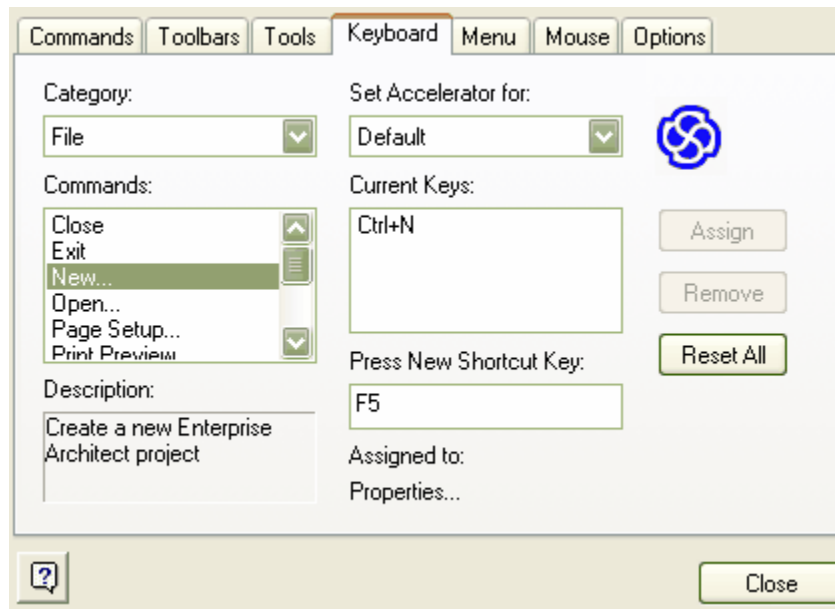 Commands Toolbars Tools Keyboard Menu Mouse Options
Category:
File
Commands:
Close
Exit
New...
Open...
Page Setup...
Print Preview
Description:
Create a new Enterprise
Architect project
Set Accelerator for:
Default
Current Keys:
Ctrl+N
Press New Shortcut Key:
F5
Assigned to:
Properties...
Assign
Remove
Reset All
Close